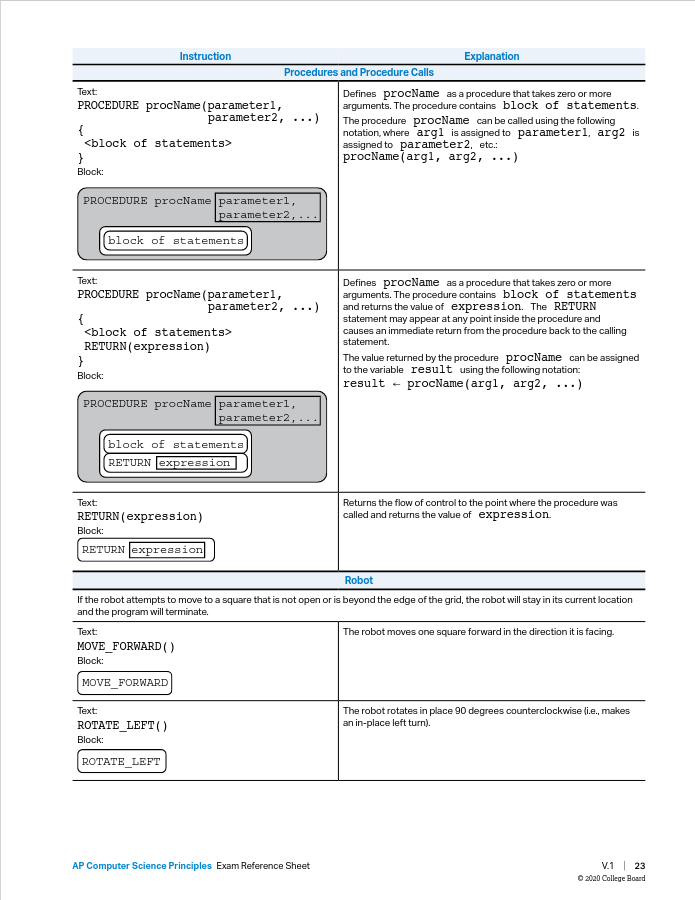 Instruction
Explanation
Procedures and Procedure Calls
Text:
PROCEDURE procName(parameter1,
parameter2, ...)
{
<block of statements>
}
Block:
PROCEDURE procName parameter1,
parameter2,...
block of statements
Defines procName as a procedure that takes zero or more
arguments. The procedure contains block of statements.
The procedure procName can be called using the following
notation, where arg1 is assigned to parameter1, arg2 is
assigned to parameter2, etc.:
procName(arg1, arg2, ...)
Text:
PROCEDURE procName(parameter1,
parameter2, ...)
{
<block of statements>
RETURN(expression)
}
Block:
PROCEDURE procName parameter1,
parameter2,...
block of statements
RETURN expression
Defines procName as a procedure that takes zero or more
arguments. The procedure contains block of statements
and returns the value of expression. The RETURN
statement may appear at any point inside the procedure and
causes an immediate return from the procedure back to the calling
statement.
The value returned by the procedure procName can be assigned
to the variable result using the following notation:
result ← procName(arg1, arg2, ...)
Text:
RETURN(expression)
Block:
RETURN expression
Returns the flow of control to the point where the procedure was
called and returns the value of expression.
Robot
If the robot attempts to move to a square that is not open or is beyond the edge of the grid, the robot will stay in its current location
and the program will terminate.
Text:
MOVE_FORWARD()
Block:
MOVE_FORWARD
The robot moves one square forward in the direction it is facing.
Text:
ROTATE_LEFT()
Block:
ROTATE_LEFT
The robot rotates in place 90 degrees counterclockwise (i.e., makes
an in-place left turn).
AP Computer Science Principles Exam Reference Sheet
V.1 | 23
© 2020 College Board